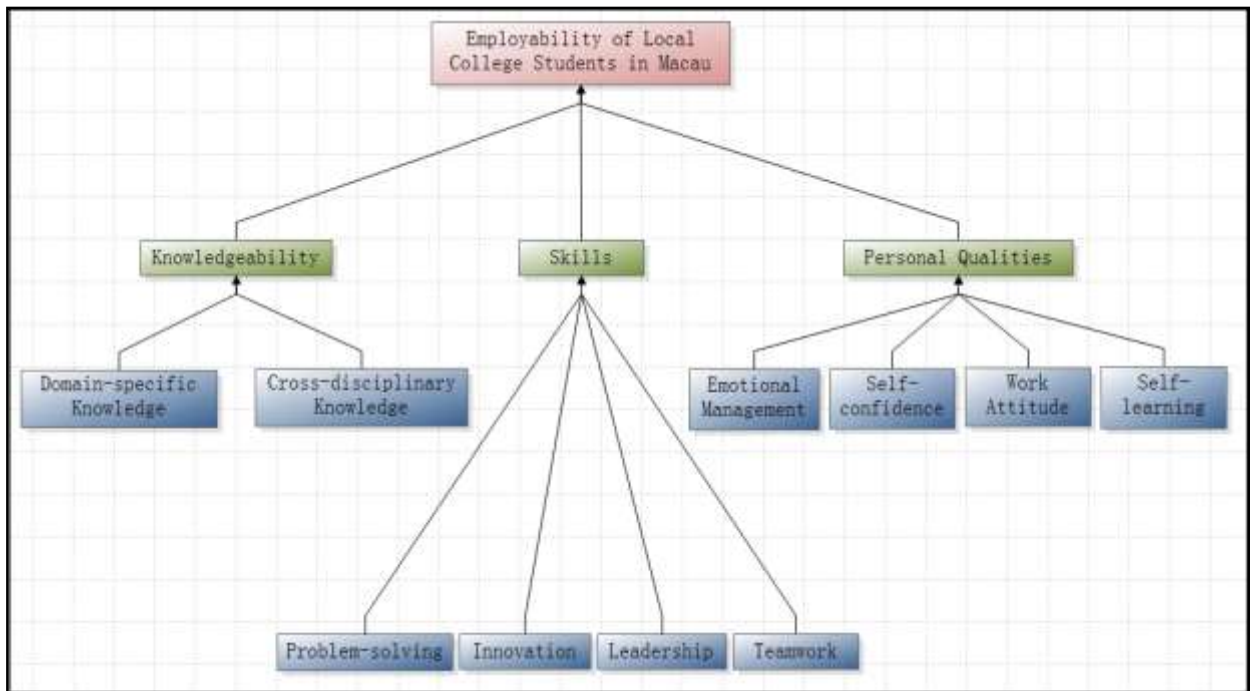 Employability of Local
College Students in Macau
Knowledgeability
Skills
Personal Qualities
Domain-specific
Knowledge
Cross-disciplinary
Knowledge
Emotional
Management
Self-
confidence
Work
Attitude
Self-
learning
Problem-solving
Innovation
Leadership
Teamwork